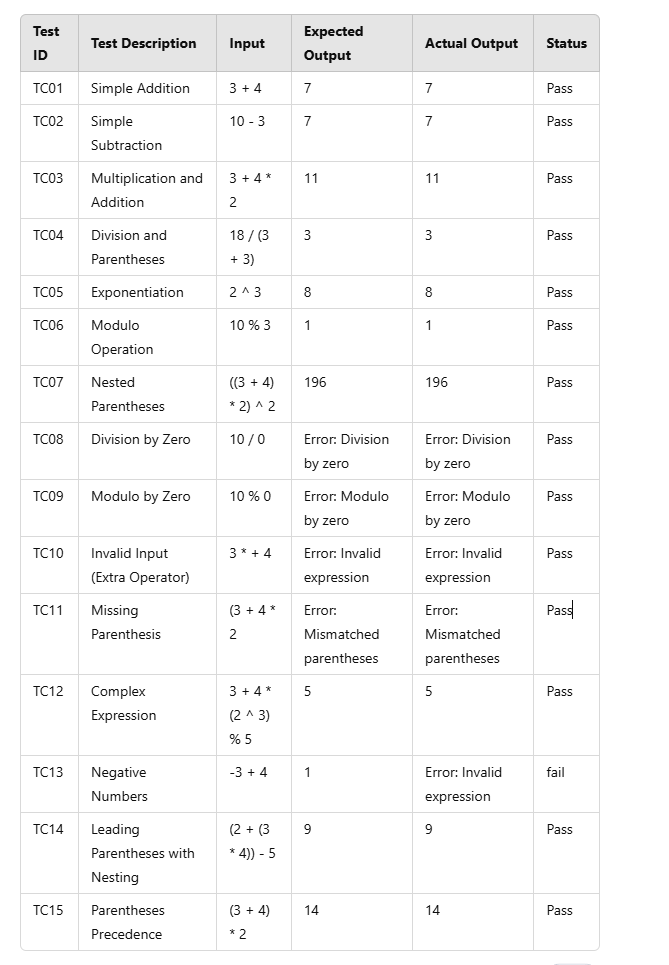 Test ID | Test Description | Input | Expected Output | Actual Output | Status
TC01 | Simple Addition | 3 + 4 | 7 | 7 | Pass
TC02 | Simple Subtraction | 10 - 3 | 7 | 7 | Pass
TC03 | Multiplication and Addition | 3 + 4 * 2 | 11 | 11 | Pass
TC04 | Division and Parentheses | 18 / (3 + 3) | 3 | 3 | Pass
TC05 | Exponentiation | 2 ^ 3 | 8 | 8 | Pass
TC06 | Modulo Operation | 10 % 3 | 1 | 1 | Pass
TC07 | Nested Parentheses | ((3 + 4) * 2) ^ 2 | 196 | 196 | Pass
TC08 | Division by Zero | 10 / 0 | Error: Division by zero | Error: Division by zero | Pass
TC09 | Modulo by Zero | 10 % 0 | Error: Modulo by zero | Error: Modulo by zero | Pass
TC10 | Invalid Input (Extra Operator) | 3 * + 4 | Error: Invalid expression | Error: Invalid expression | Pass
TC11 | Missing Parenthesis | (3 + 4 * 2 | Error: Mismatched parentheses | Error: Mismatched parentheses | Pass
TC12 | Complex Expression | 3 + 4 * (2 ^ 3) % 5 | 5 | 5 | Pass
TC13 | Negative Numbers | -3 + 4 | 1 | Error: Invalid expression | fail
TC14 | Leading Parentheses with Nesting | (2 + (3 * 4)) - 5 | 9 | 9 | Pass
TC15 | Parentheses Precedence | (3 + 4) * 2 | 14 | 14 | Pass